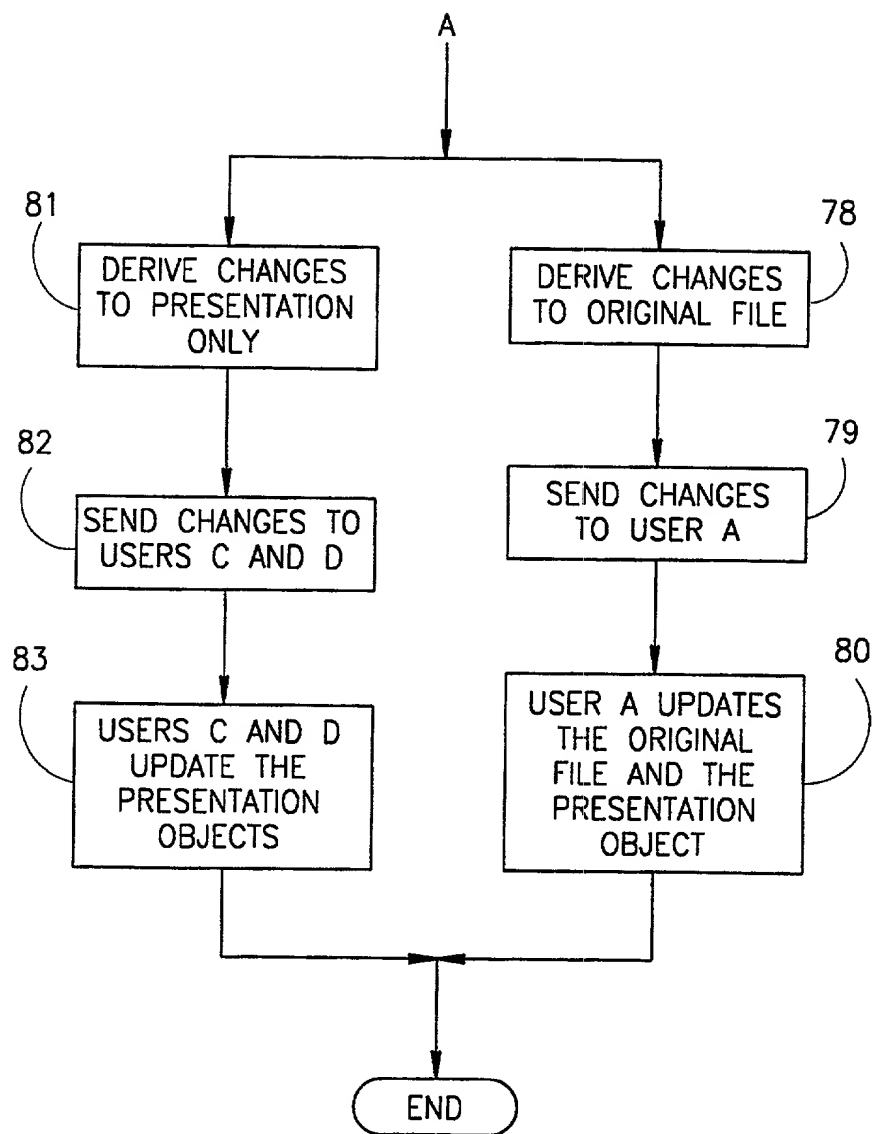 A
81
DERIVE CHANGES
TO PRESENTATION
ONLY
78
DERIVE CHANGES
TO ORIGINAL FILE
82
SEND CHANGES TO
USERS C AND D
79
SEND CHANGES
TO USER A
83
USERS C AND D
UPDATE THE
PRESENTATION
OBJECTS
80
USER A UPDATES
THE ORIGINAL
FILE AND THE
PRESENTATION
OBJECT
END